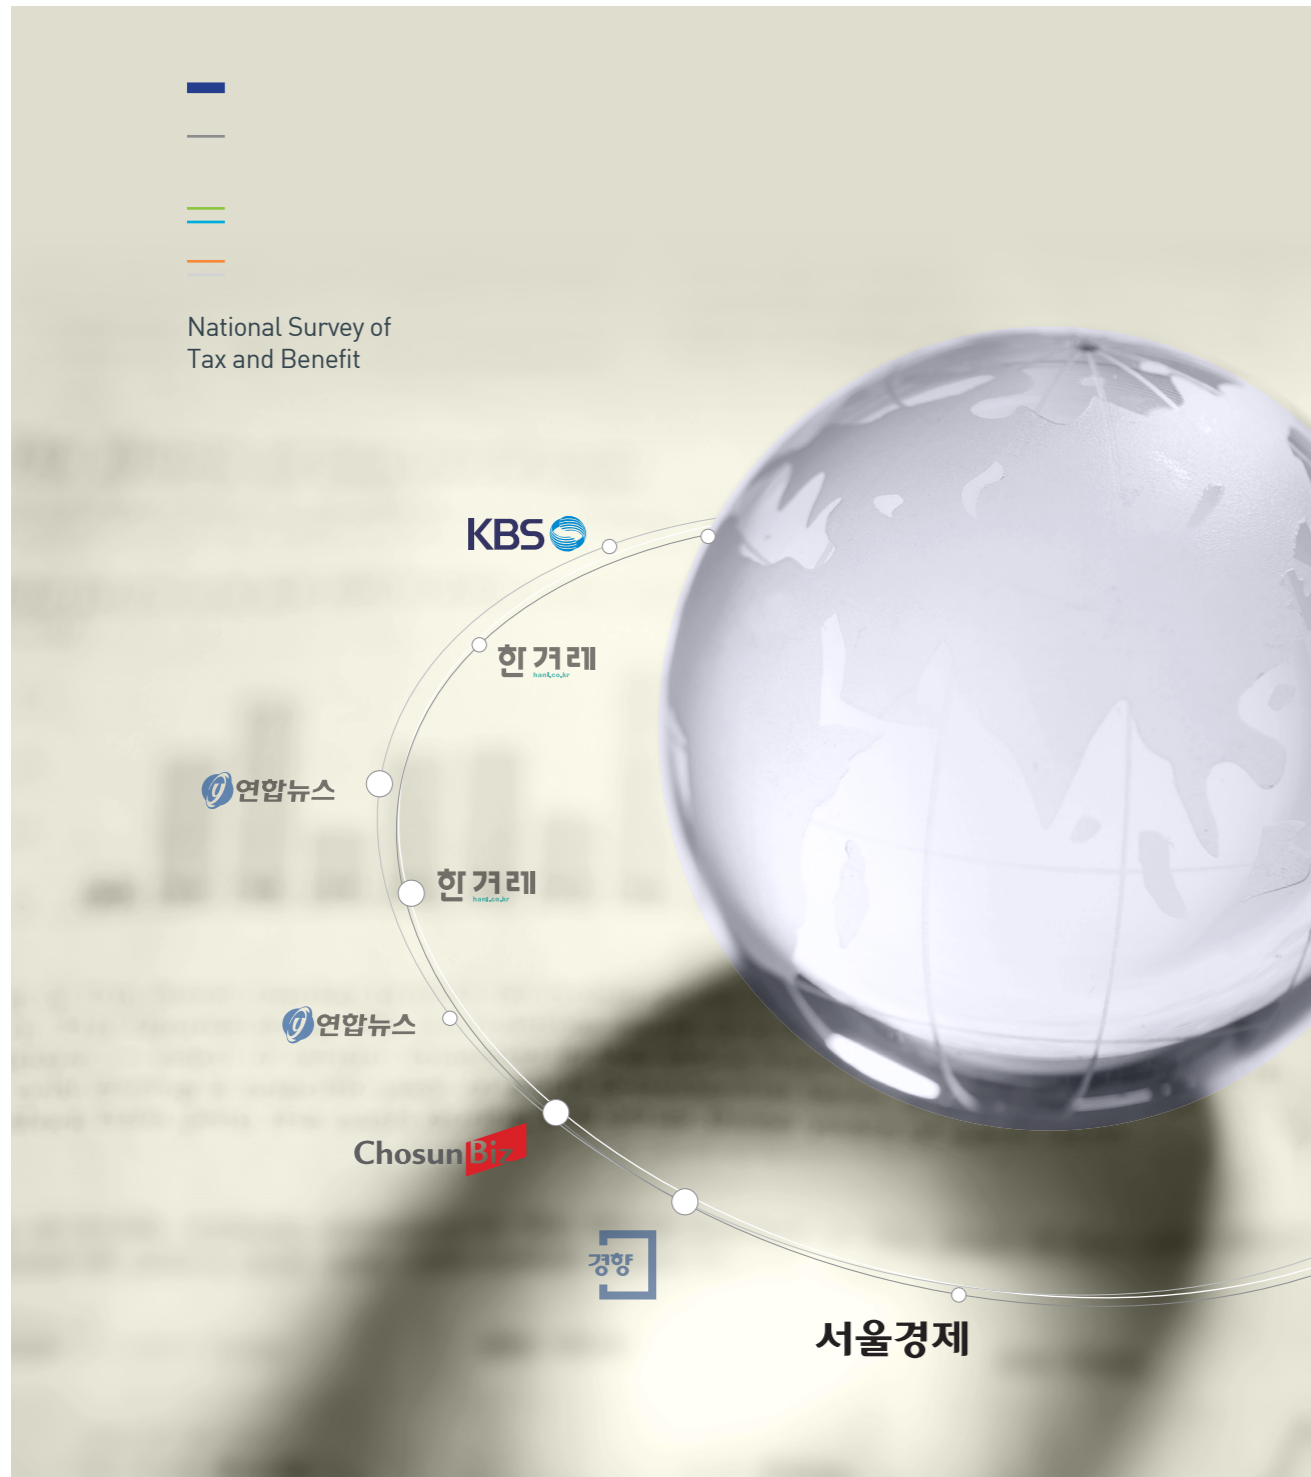 National Survey of
Tax and Benefit
KBS
한겨레
hani.co.kr
연합뉴스
한겨레
hani.co.kr
연합뉴스
ChosunBiz
경향
서울경제